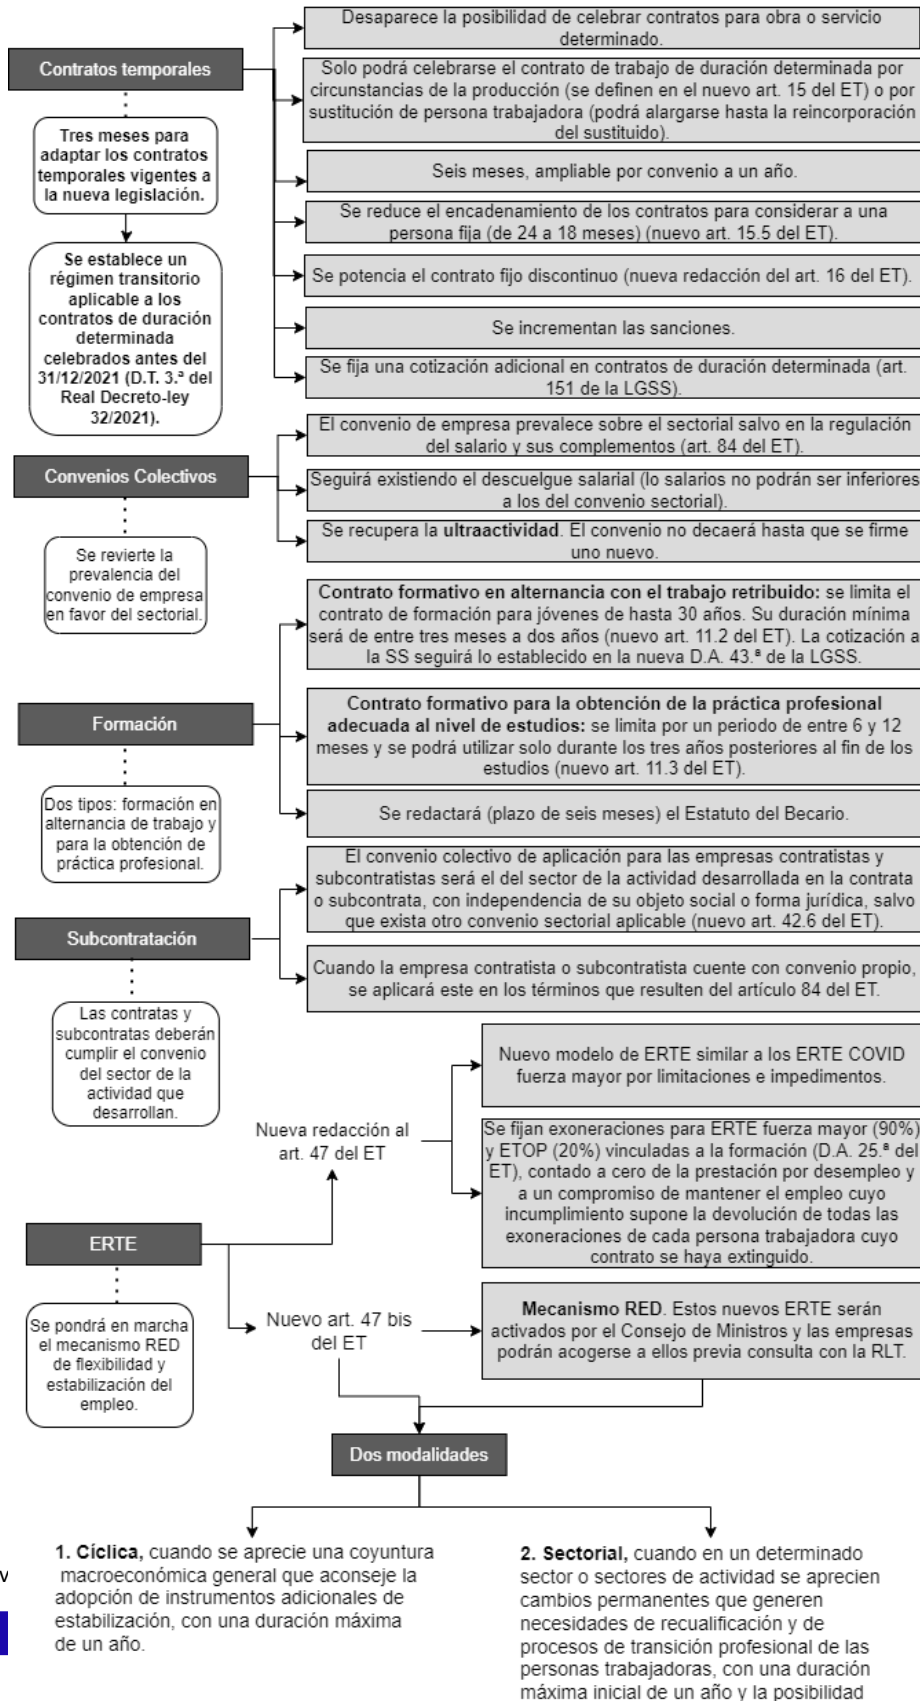 Contratos temporales
Tres meses para
adaptar los contratos
temporales vigentes a
la nueva legislación.
Se establece un
régimen transitorio
aplicable a los
contratos de duración
determinada
celebrados antes del
31/12/2021 (D.T. 3.ª del
Real Decreto-ley
32/2021).
Desaparece la posibilidad de celebrar contratos para obra o servicio
determinado.
Solo podrá celebrarse el contrato de trabajo de duración determinada por
circunstancias de la producción (se definen en el nuevo art. 15 del ET) o por
sustitución de persona trabajadora (podrá alargarse hasta la reincorporación
del sustituido).
Seis meses, ampliable por convenio a un año.
Se reduce el encadenamiento de los contratos para considerar a una
persona fija (de 24 a 18 meses) (nuevo art. 15.5 del ET).
Se potencia el contrato fijo discontinuo (nueva redacción del art. 16 del ET).
Se incrementan las sanciones.
Se fija una cotización adicional en contratos de duración determinada (art.
151 de la LGSS).
Convenios Colectivos
Se revierte la
prevalencia del
convenio de empresa
en favor del sectorial.
El convenio de empresa prevalece sobre el sectorial salvo en la regulación
del salario y sus complementos (art. 84 del ET).
Seguirá existiendo el descuelgue salarial (lo salarios no podrán ser inferiores
a los del convenio sectorial).
Se recupera la ultraactividad. El convenio no decaerá hasta que se firme
uno nuevo.
Formación
Dos tipos: formación en
alternancia de trabajo y
para la obtención de
práctica profesional.
Contrato formativo en alternancia con el trabajo retribuido: se limita el
contrato de formación para jóvenes de hasta 30 años. Su duración mínima
será de entre tres meses a dos años (nuevo art. 11.2 del ET). La cotización a
la SS seguirá lo establecido en la nueva D.A. 43.ª de la LGSS.
Contrato formativo para la obtención de la práctica profesional
adecuada al nivel de estudios: se limita por un periodo de entre 6 y 12
meses y se podrá utilizar solo durante los tres años posteriores al fin de los
estudios (nuevo art. 11.3 del ET).
Se redactará (plazo de seis meses) el Estatuto del Becario.
Subcontratación
Las contratas y
subcontratas deberán
cumplir el convenio
del sector de la
actividad que
desarrollan.
El convenio colectivo de aplicación para las empresas contratistas y
subcontratistas será el del sector de la actividad desarrollada en la contrata
o subcontrata, con independencia de su objeto social o forma jurídica, salvo
que exista otro convenio sectorial aplicable (nuevo art. 42.6 del ET).
Cuando la empresa contratista o subcontratista cuente con convenio propio,
se aplicará este en los términos que resulten del artículo 84 del ET.
ERTE
Se pondrá en marcha
el mecanismo RED
de flexibilidad y
estabilización del
empleo.
Nueva redacción al
art. 47 del ET
Nuevo modelo de ERTE similar a los ERTE COVID
fuerza mayor por limitaciones e impedimentos.
Se fijan exoneraciones para ERTE fuerza mayor (90%)
y ETOP (20%) vinculadas a la formación (D.A. 25.ª del
ET), contado a cero de la prestación por desempleo y
a un compromiso de mantener el empleo cuyo
incumplimiento supone la devolución de todas las
exoneraciones de cada persona trabajadora cuyo
contrato se haya extinguido.
Nuevo art. 47 bis
del ET
Mecanismo RED. Estos nuevos ERTE serán
activados por el Consejo de Ministros y las empresas
podrán acogerse a ellos previa consulta con la RLT.
Dos modalidades
1. Cíclica, cuando se aprecie una coyuntura
macroeconómica general que aconseje la
adopción de instrumentos adicionales de
estabilización, con una duración máxima
de un año.
2. Sectorial, cuando en un determinado
sector o sectores de actividad se aprecien
cambios permanentes que generen
necesidades de recualificación y de
procesos de transición profesional de las
personas trabajadoras, con una duración
máxima inicial de un año y la posibilidad